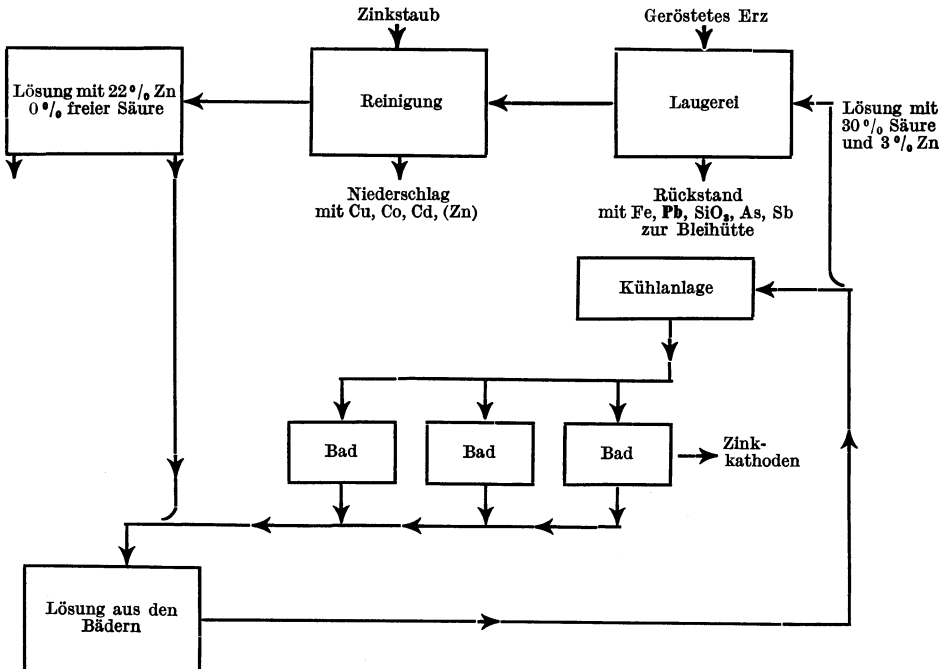 Zinkstaub
Geröstetes Erz
Lösung mit 22% Zn
0% freier Säure
Reinigung
Laugerei
Lösung mit
30% Säure
und 3% Zn
Niederschlag
mit Cu, Co, Cd, (Zn)
Rückstand
mit Fe, Pb, SiO₂, As, Sb
zur Bleihütte
Kühlanlage
Bad
Bad
Bad
Zink-
kathoden
Lösung aus den
Bädern